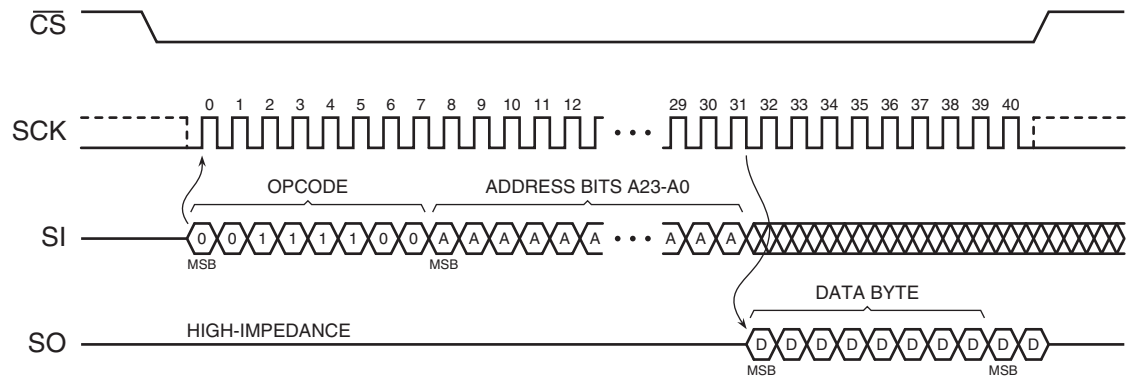 CS
0 1 2 3 4 5 6 7 8 9 10 11 12 29 30 31 32 33 34 35 36 37 38 39 40
SCK
OPCODE ADDRESS BITS A23-A0
SI 0 0 1 1 1 1 0 0 A A A A A A A A A
MSB MSB
DATA BYTE
HIGH-IMPEDANCE
SO D D D D D D D D D D
MSB MSB